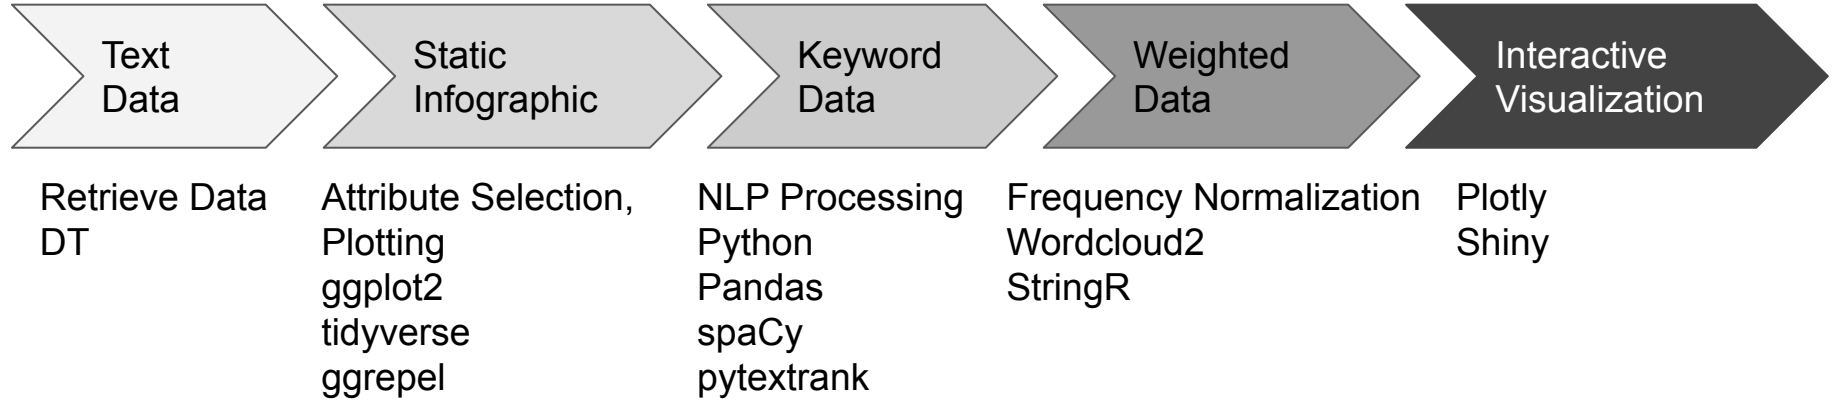 Text
Data
Static
Infographic
Keyword
Data
Weighted
Data
Interactive
Visualization
Retrieve Data
DT
Attribute Selection,
Plotting
ggplot2
tidyverse
ggrepel
NLP Processing
Python
Pandas
spaCy
pytextrank
Frequency Normalization
Wordcloud2
StringR
Plotly
Shiny